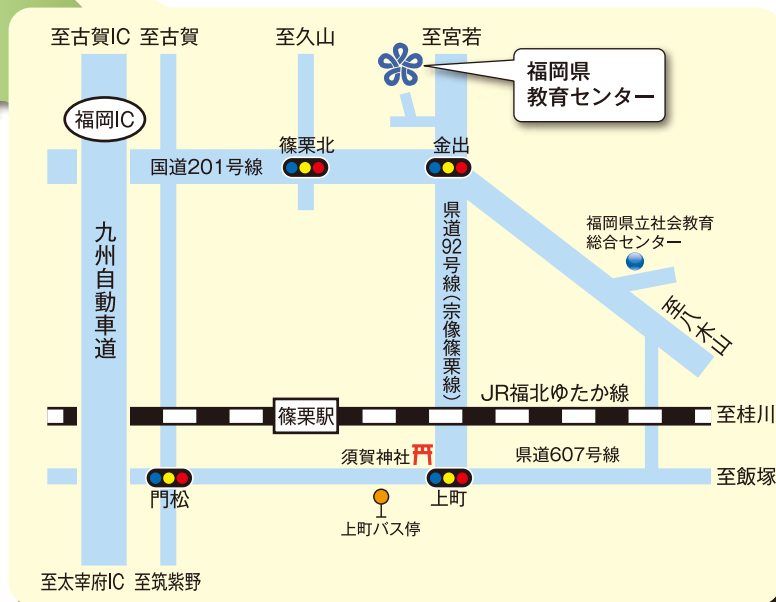 至古賀IC
至古賀
至久山
至宮若
福岡県
教育センター
福岡IC
篠栗北
金出
国道201号線
県道92号線(宗像篠栗線)
福岡県立社会教育
総合センター
九州自動車道
至八木山
JR福北ゆたか線
篠栗駅
至桂川
須賀神社
県道607号線
至飯塚
門松
上町
上町バス停
至太宰府IC
至筑紫野